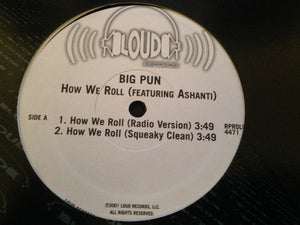 LOUD
RECORDS
BIG PUN
HOW WE ROLL (FEATURING ASHANTI)
SIDE A
1. How We Roll (Radio Version) 3:49
2. How We Roll (Squeaky Clean) 3:49
RPROLO
4471
©2001 LOUD RECORDS, LLC.
ALL RIGHTS RESERVED.